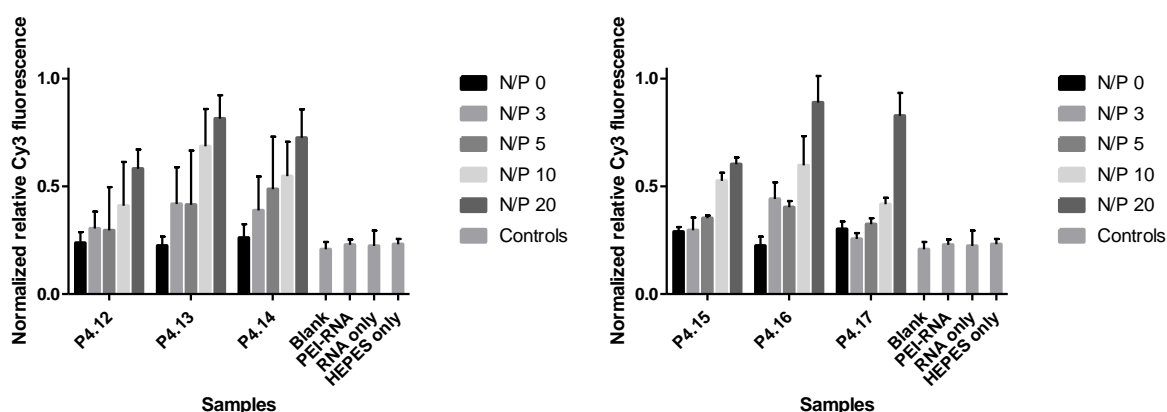 Normalized relative Cy3 fluorescence
1.0
0.5
0.0
P4.12
P4.13
P4.14
Blank
PEI-RNA
RNA only
HEPES only
Samples
N/P 0
N/P 3
N/P 5
N/P 10
N/P 20
Controls
Normalized relative Cy3 fluorescence
1.0
0.5
0.0
P4.15
P4.16
P4.17
Blank
PEI-RNA
RNA only
HEPES only
Samples
N/P 0
N/P 3
N/P 5
N/P 10
N/P 20
Controls